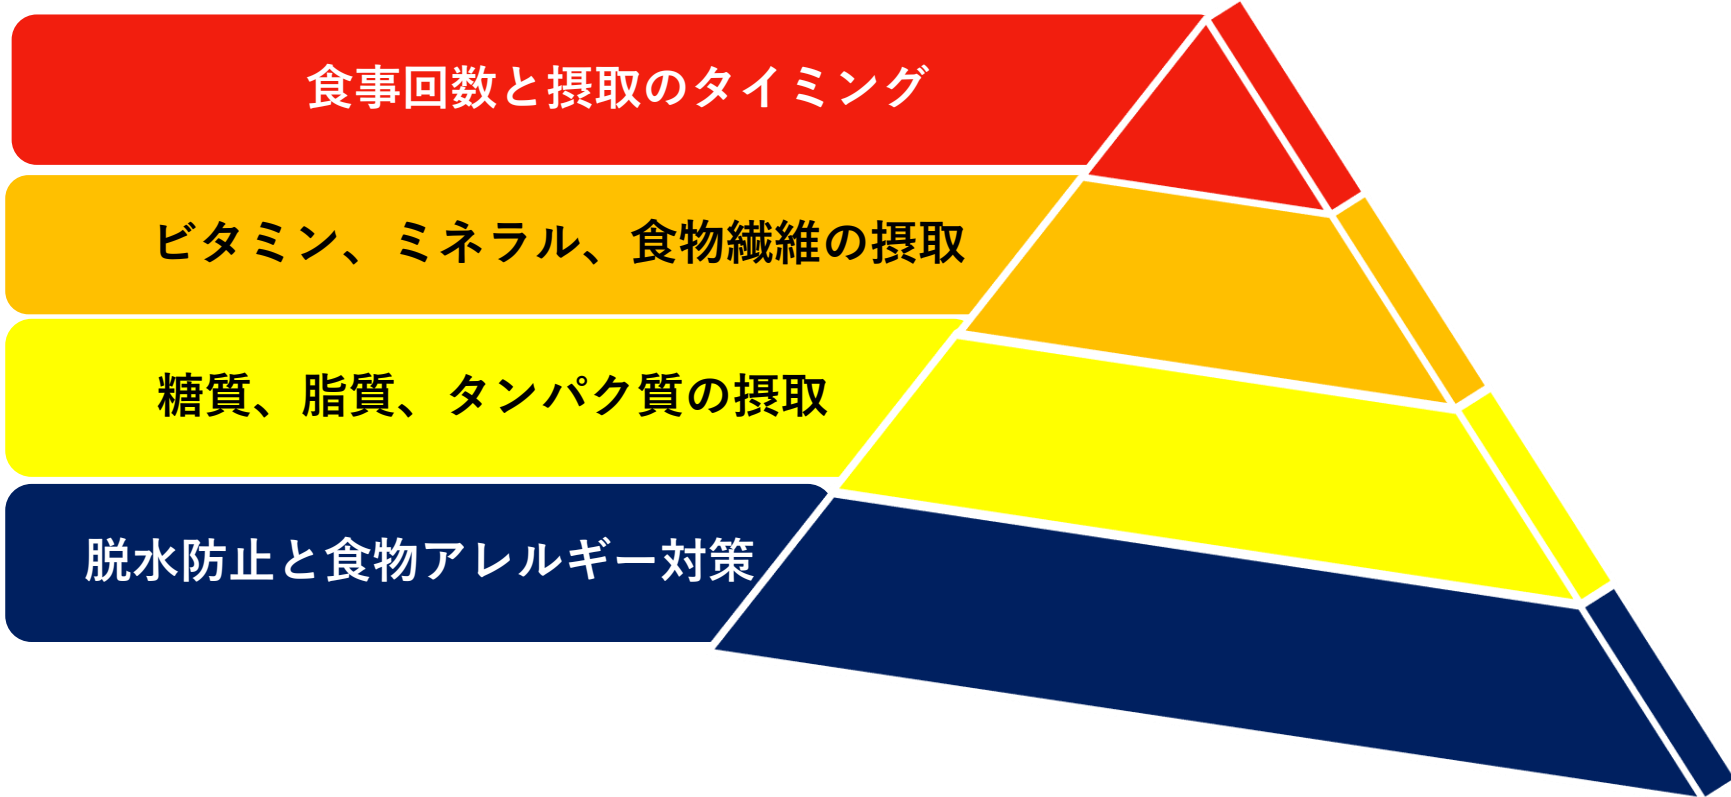 食事回数と摂取のタイミング
ビタミン、ミネラル、食物繊維の摂取
糖質、脂質、タンパク質の摂取
脱水防止と食物アレルギー対策